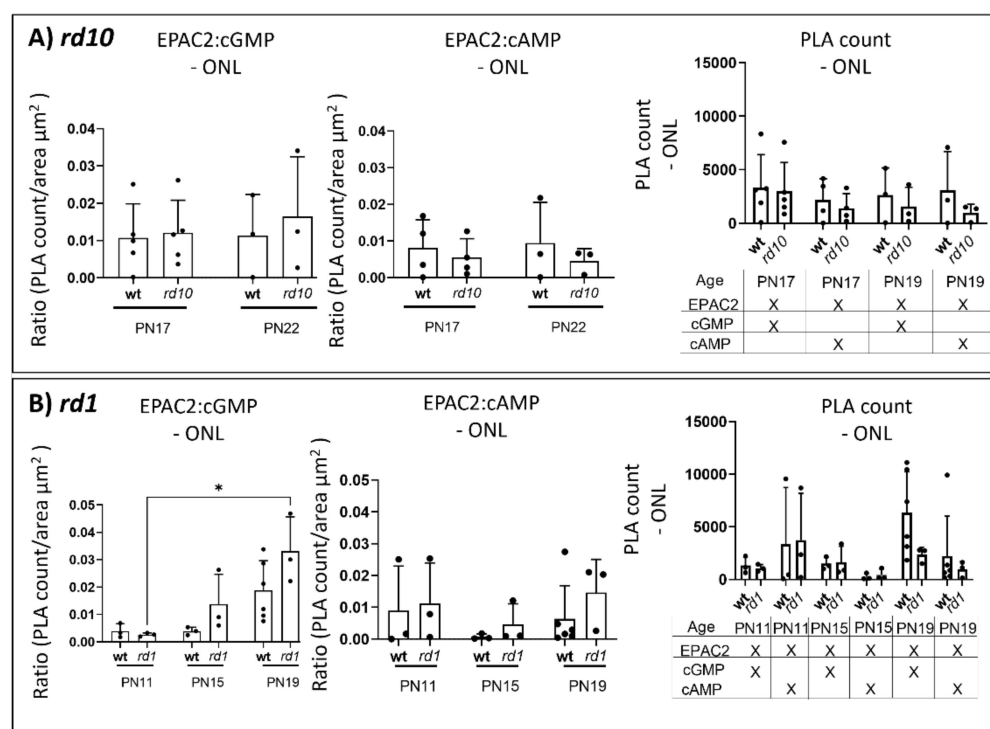 A) rd10
EPAC2:cGMP
- ONL
Ratio (PLA count/area µm²)
0.04
0.03
0.02
0.01
0.00
wt rd10 wt rd10
PN17 PN22
EPAC2:cAMP
- ONL
Ratio (PLA count/area µm²)
0.04
0.03
0.02
0.01
0.00
wt rd10 wt rd10
PN17 PN22
PLA count
- ONL
PLA count
- ONL
15000
10000
5000
0
wt rd10 wt rd10 wt rd10 wt rd10
Age PN17 PN17 PN19 PN19
EPAC2 X X X X
cGMP X X
cAMP X X
B) rd1
EPAC2:cGMP
- ONL
Ratio (PLA count/area µm²)
*
0.05
0.04
0.03
0.02
0.01
0.00
wt rd1 wt rd1 wt rd1
PN11 PN15 PN19
EPAC2:cAMP
- ONL
Ratio (PLA count/area µm²)
0.05
0.04
0.03
0.02
0.01
0.00
wt rd1 wt rd1 wt rd1
PN11 PN15 PN19
PLA count
- ONL
PLA count
- ONL
15000
10000
5000
0
wt rd1 wt rd1 wt rd1 wt rd1 wt rd1 wt rd1
Age PN11 PN11 PN15 PN15 PN19 PN19
EPAC2 X X X X X X
cGMP X X X
cAMP X X X